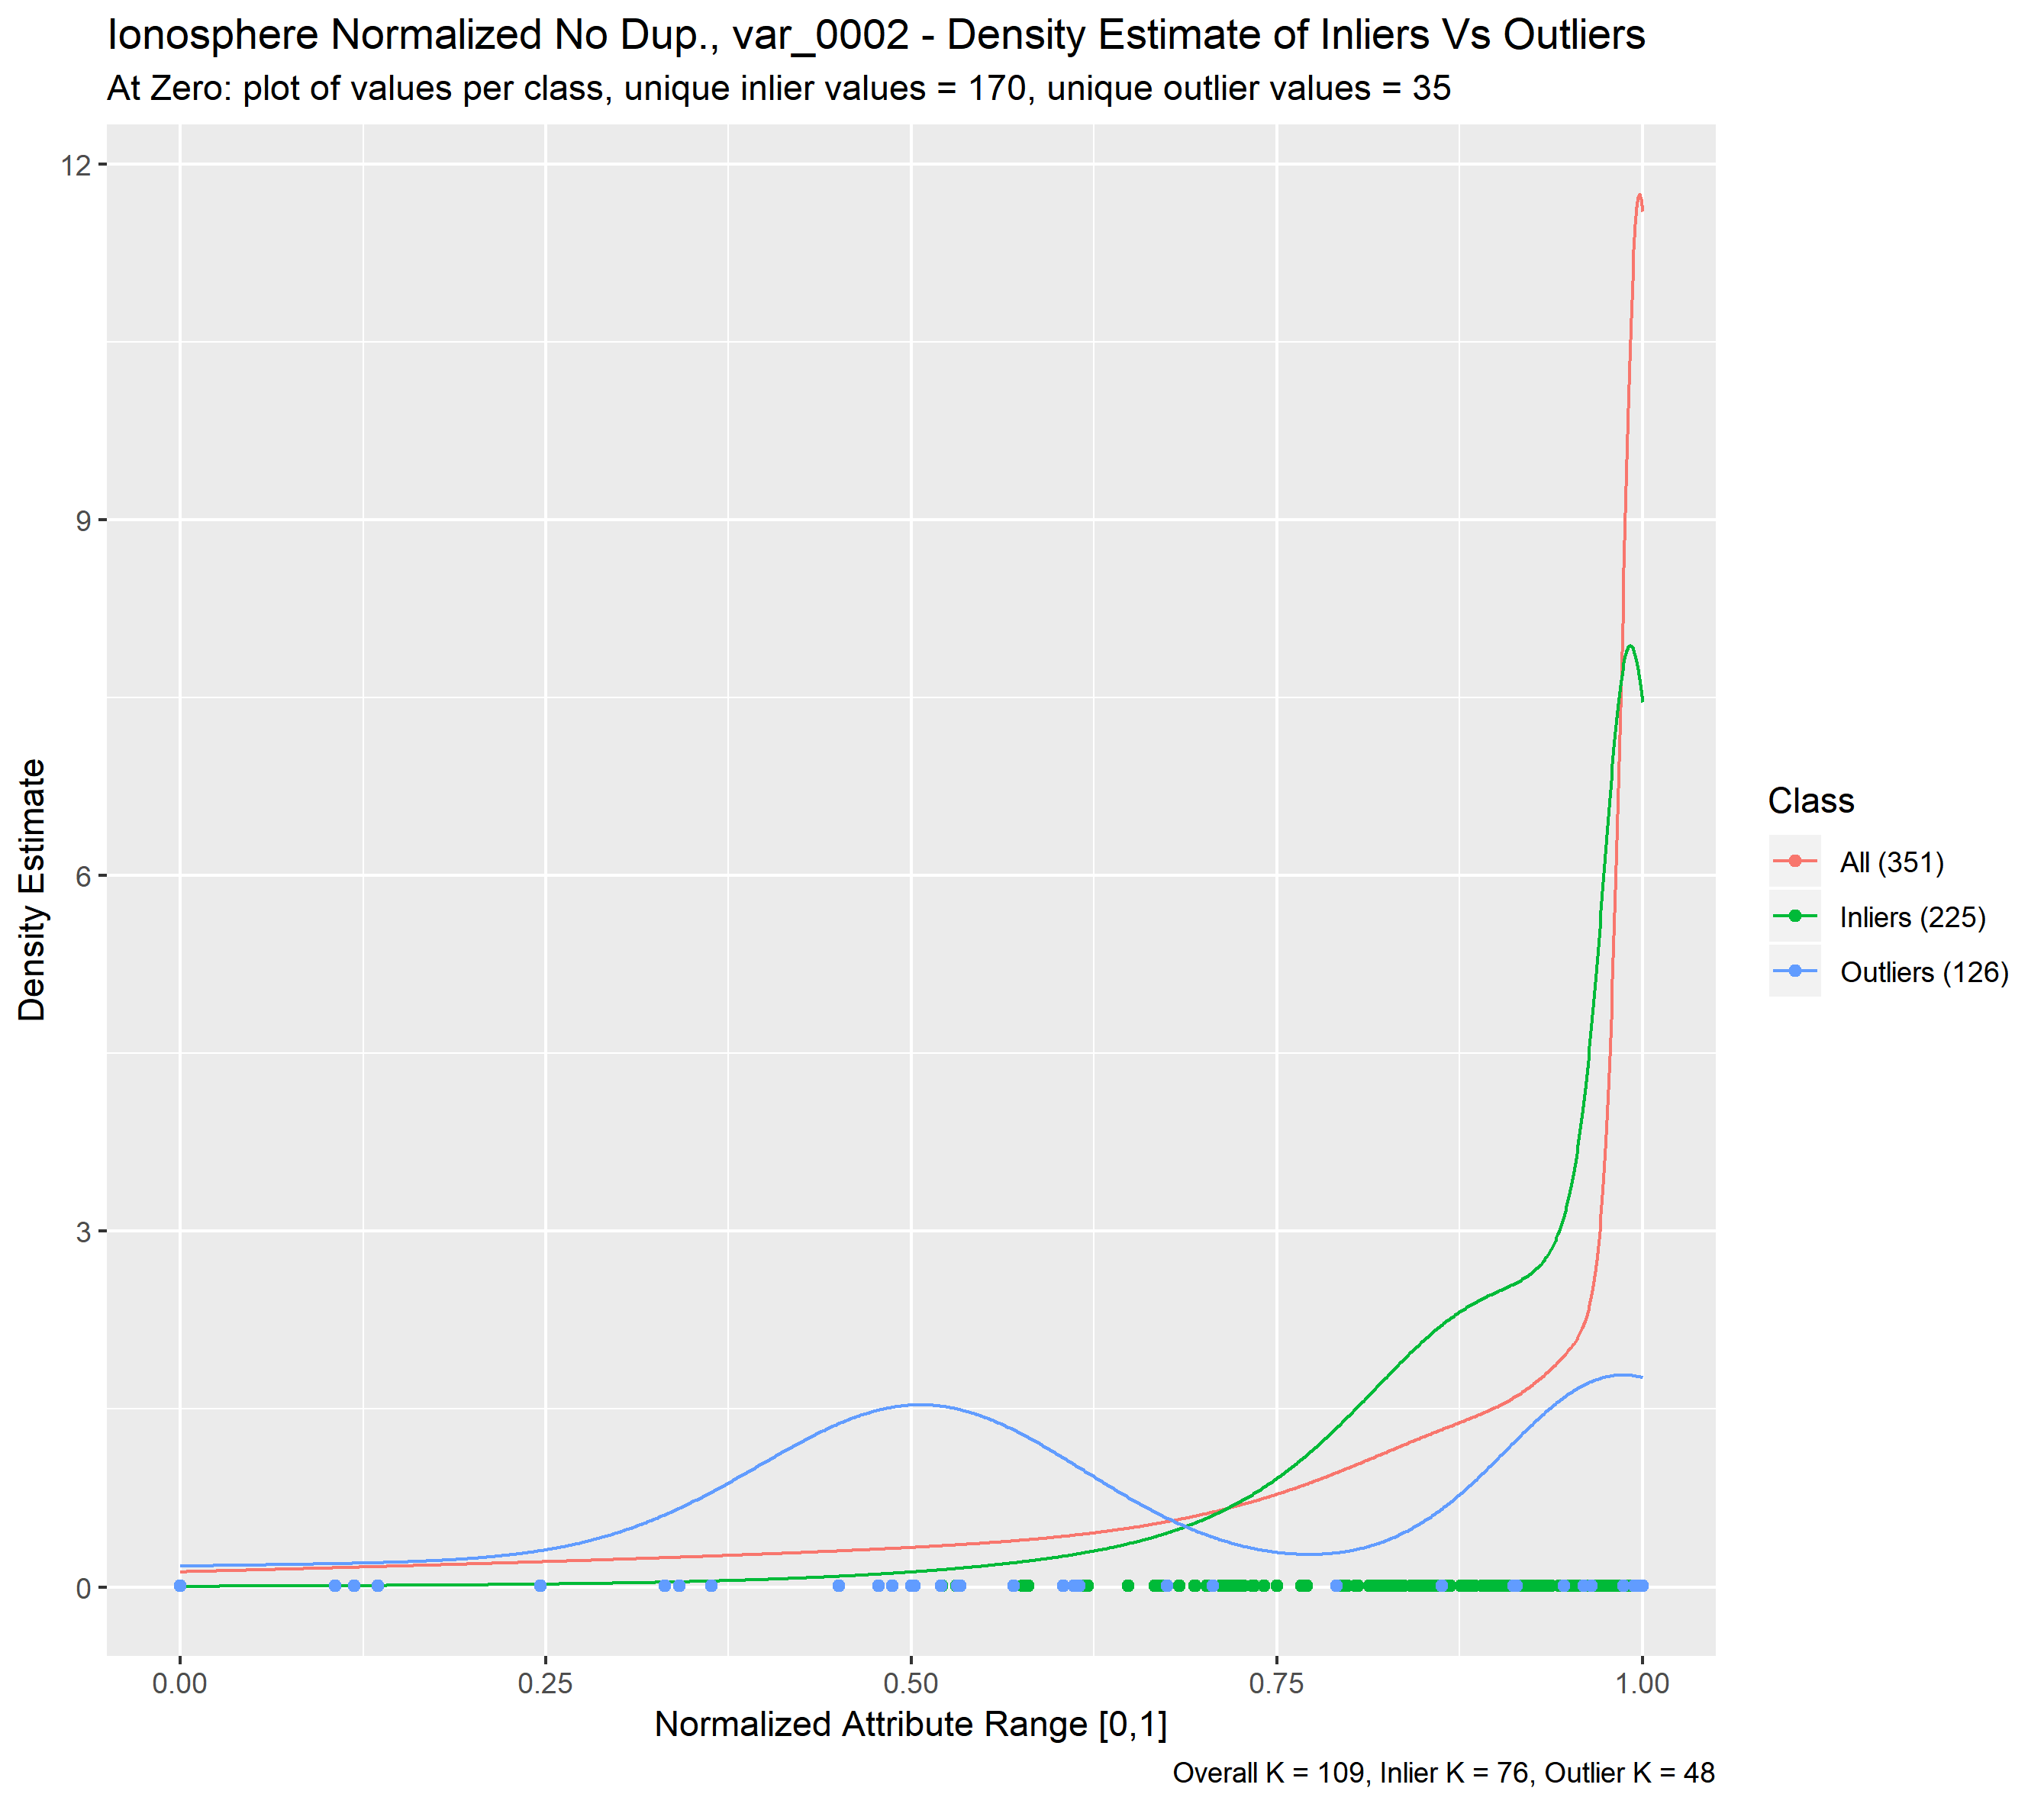 Ionosphere Normalized No Dup., var_0002 - Density Estimate of Inliers Vs Outliers
At Zero: plot of values per class, unique inlier values = 170, unique outlier values = 35
12
9
6
3
0
Density Estimate
0.00 0.25 0.50 0.75 1.00
Normalized Attribute Range [0,1]
Overall K = 109, Inlier K = 76, Outlier K = 48
Class
All (351)
Inliers (225)
Outliers (126)